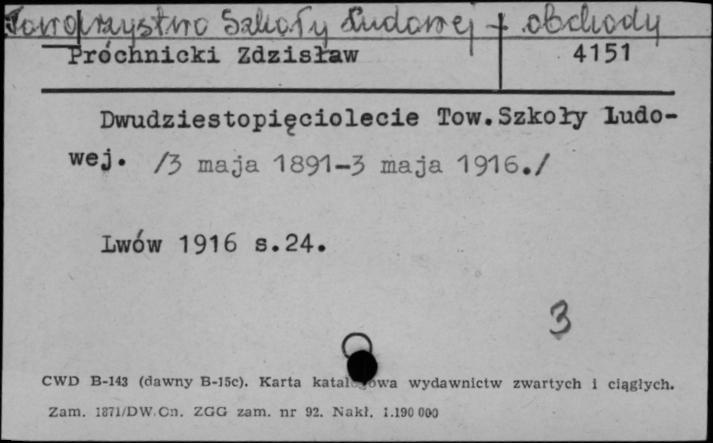 Towarzystwo Szkoły Ludowej + obchody
Próchnicki Zdzisław 4151
Dwudziestopięciolecie Tow.Szkoły Ludo-
wej. /3 maja 1891-3 maja 1916./
Lwów 1916 s.24.
3
CWD B-143 (dawny B-15c). Karta katalogowa wydawnictw zwartych i ciągłych.
Zam. 1871/DW.Cn. ZGG zam. nr 92. Nakł. 1.190 000